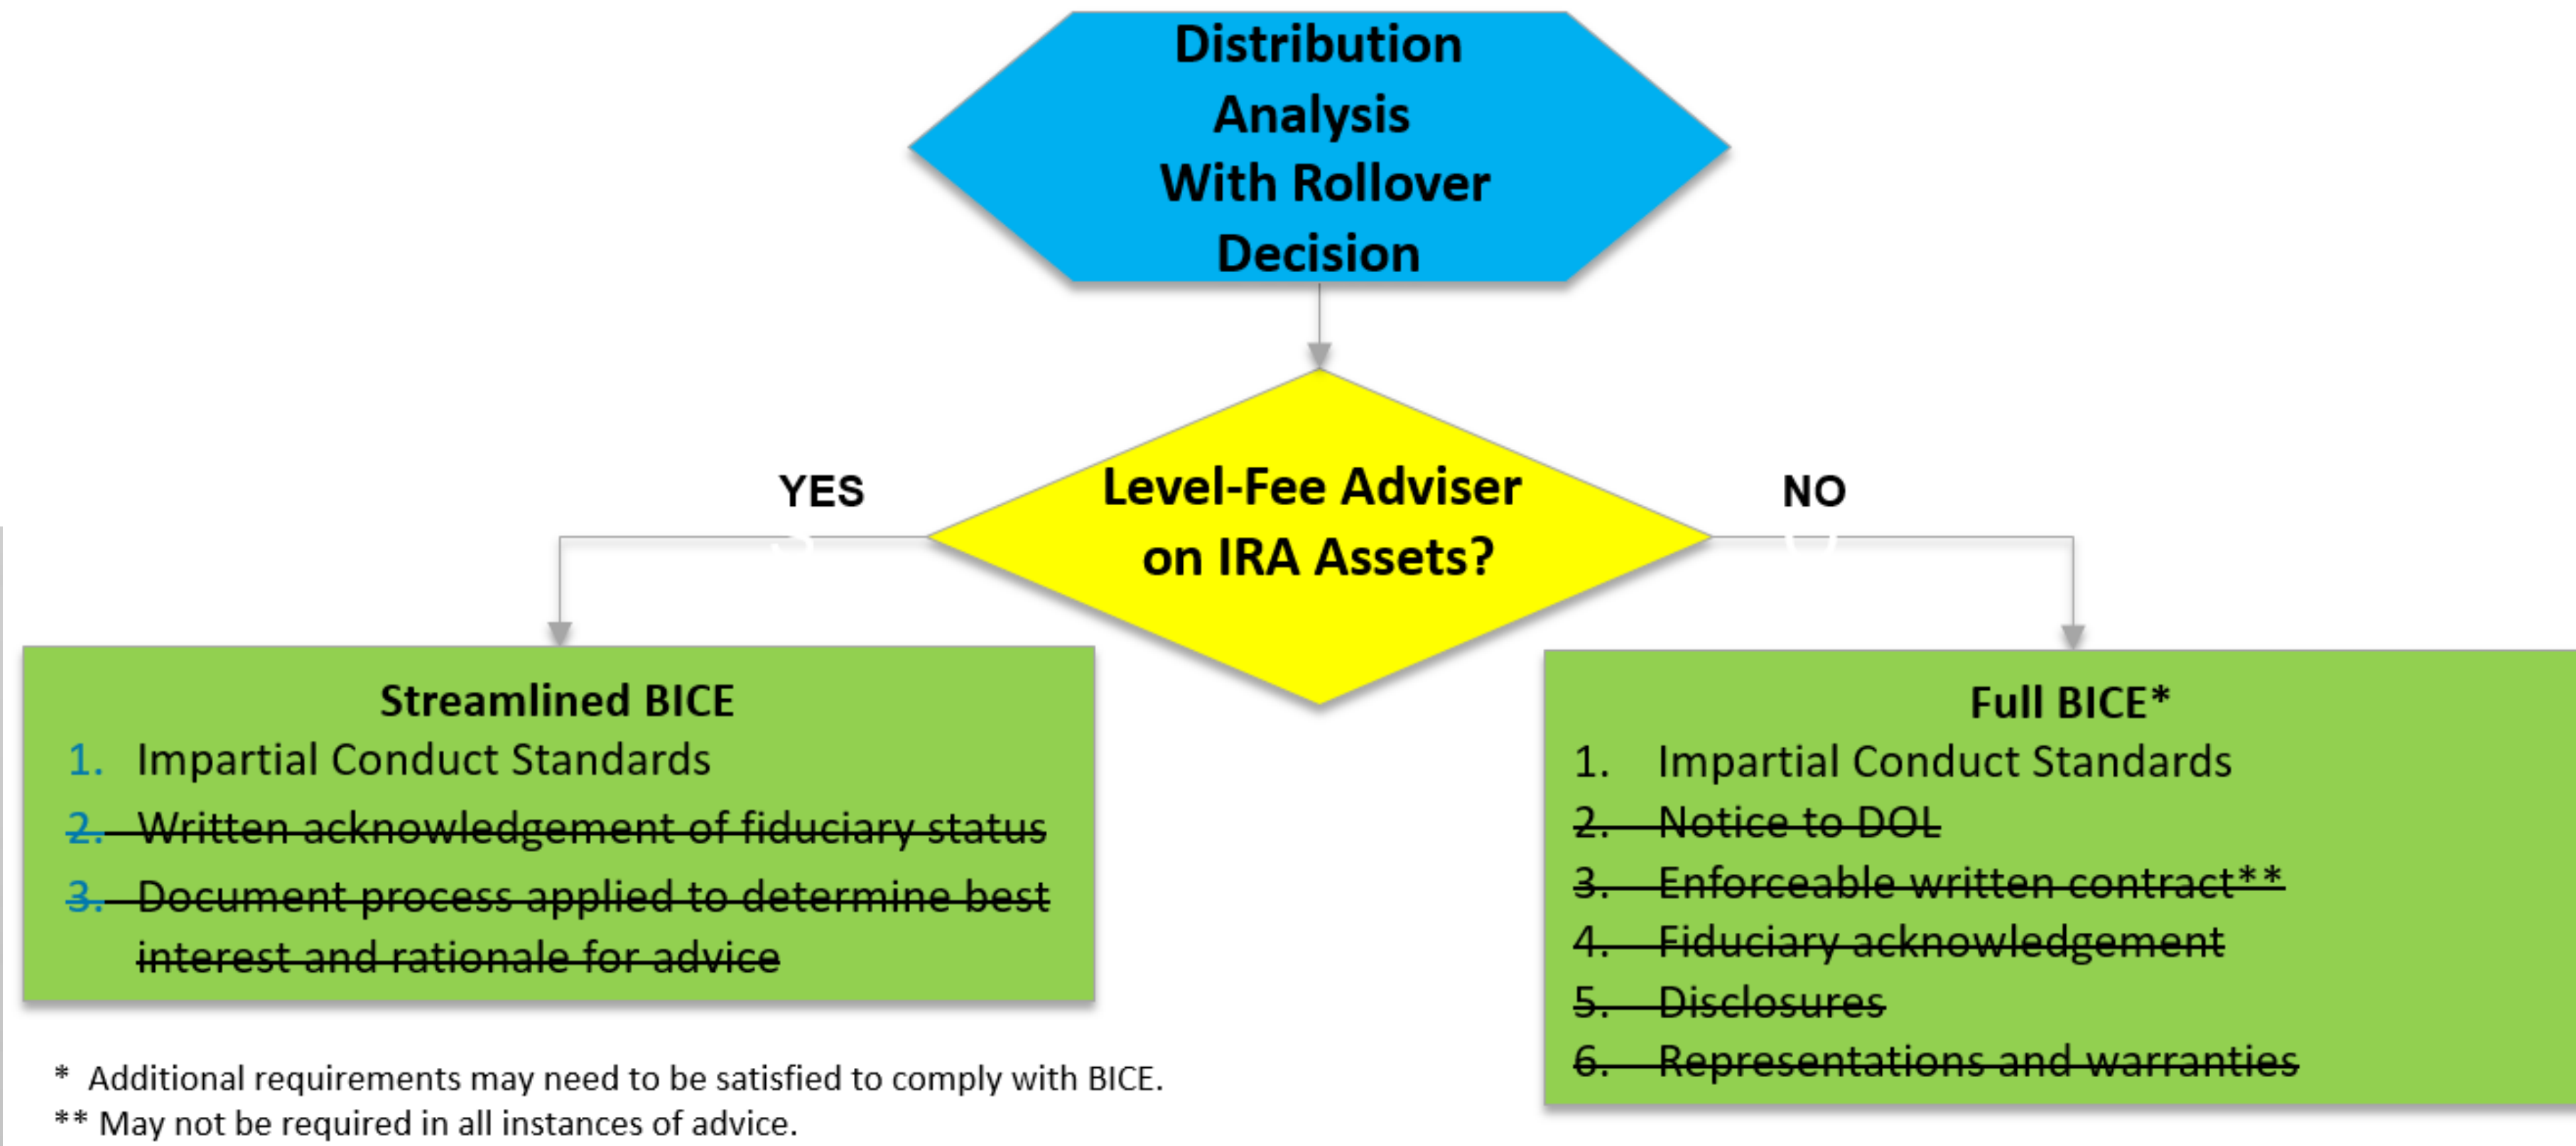 Distribution
Analysis
With Rollover
Decision
YES
Level-Fee Adviser
on IRA Assets?
NO
Streamlined BICE
1. Impartial Conduct Standards
2. Written acknowledgement of fiduciary status
3. Document process applied to determine best
interest and rationale for advice
Full BICE*
1. Impartial Conduct Standards
2. Notice to DOL
3. Enforceable written contract**
4. Fiduciary acknowledgement
5. Disclosures
6. Representations and warranties
* Additional requirements may need to be satisfied to comply with BICE.
** May not be required in all instances of advice.